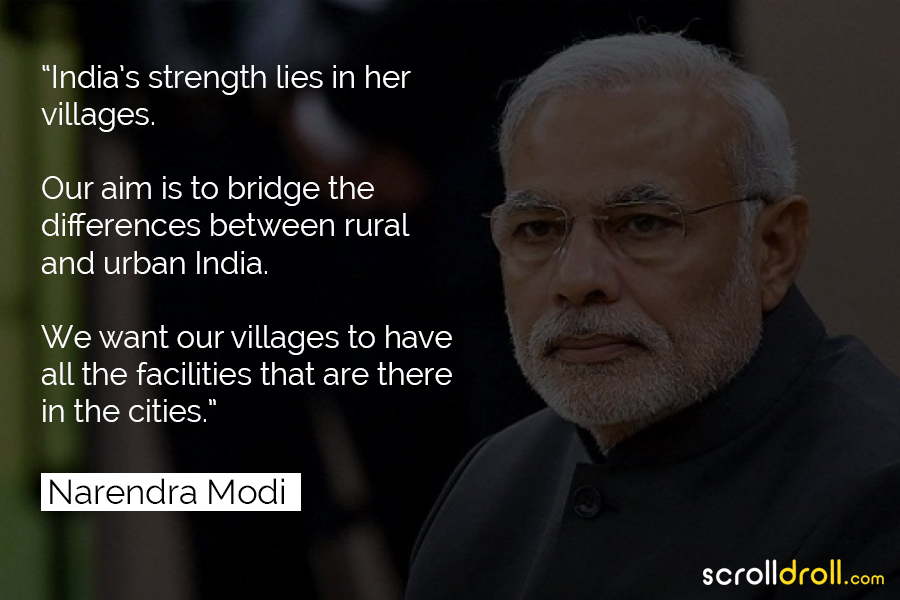 “India’s strength lies in her
villages.
Our aim is to bridge the
differences between rural
and urban India.
We want our villages to have
all the facilities that are there
in the cities.”
Narendra Modi
scrolldroll.com